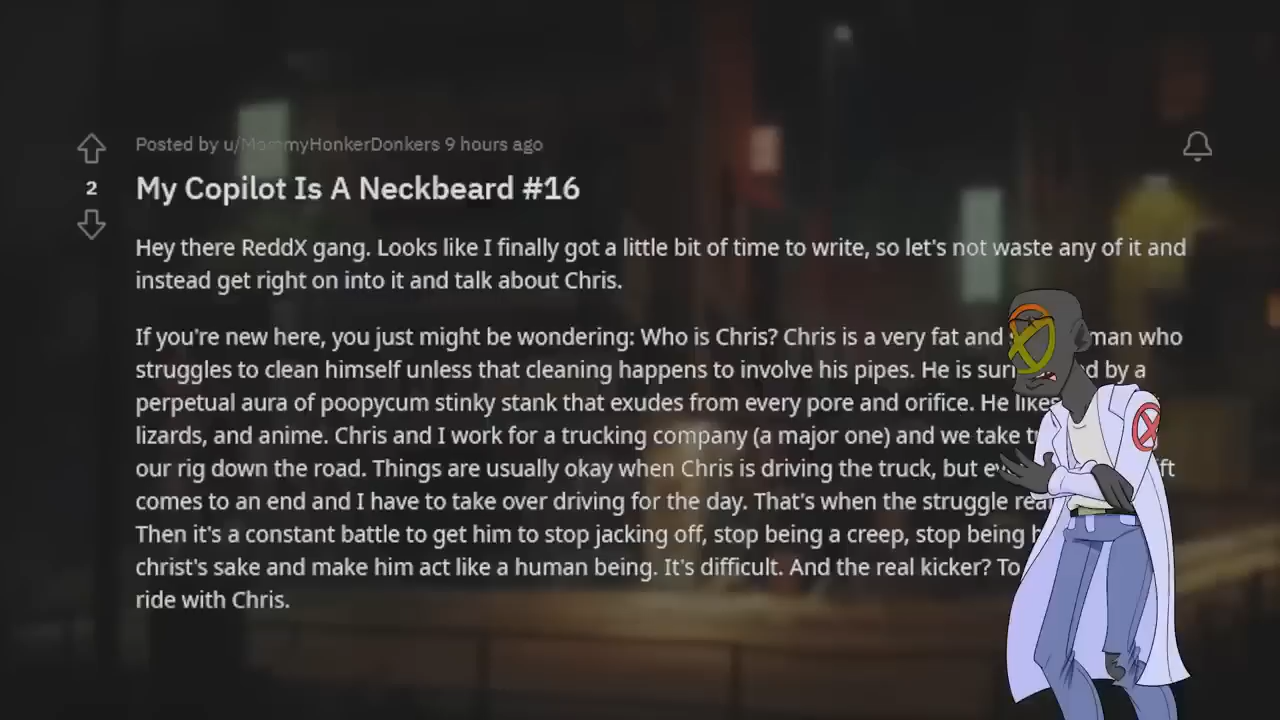 Posted by u/MommyHonkerDonkers 9 hours ago
2
My Copilot Is A Neckbeard #16
Hey there ReddX gang. Looks like I finally got a little bit of time to write, so let's not waste any of it and
instead get right on into it and talk about Chris.
If you're new here, you just might be wondering: Who is Chris? Chris is a very fat and man who
struggles to clean himself unless that cleaning happens to involve his pipes. He is by a
perpetual aura of poopycum stinky stank that exudes from every pore and orifice. He likes
lizards, and anime. Chris and I work for a trucking company (a major one) and we take
our rig down the road. Things are usually okay when Chris is driving the truck, but
comes to an end and I have to take over driving for the day. That's when the struggle
Then it's a constant battle to get him to stop jacking off, stop being a creep, stop being
christ's sake and make him act like a human being. It's difficult. And the real kicker? To
ride with Chris.